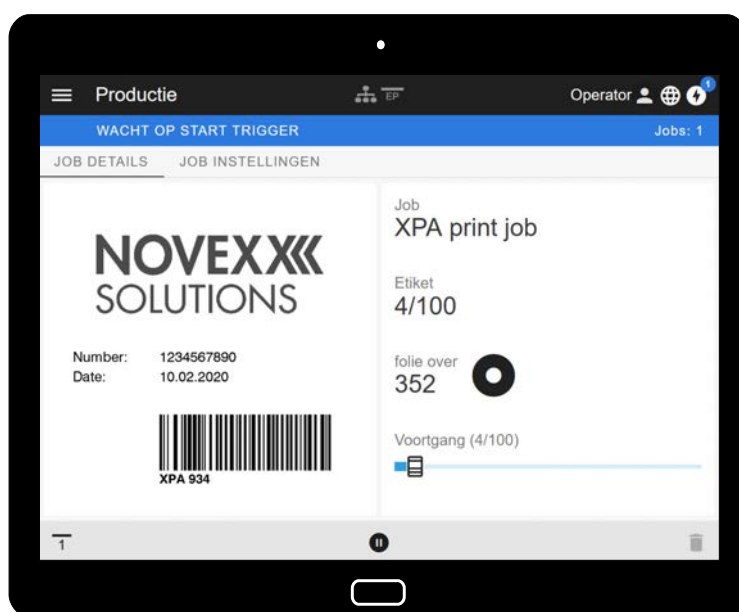 Productie
EP
Operator
1
WACHT OP START TRIGGER
Jobs: 1
JOB DETAILS
JOB INSTELLINGEN
NOVEXX
SOLUTIONS
Number: 1234567890
Date: 10.02.2020
XPA 934
Job
XPA print job
Etiket
4/100
folie over
352
Voortgang (4/100)
1